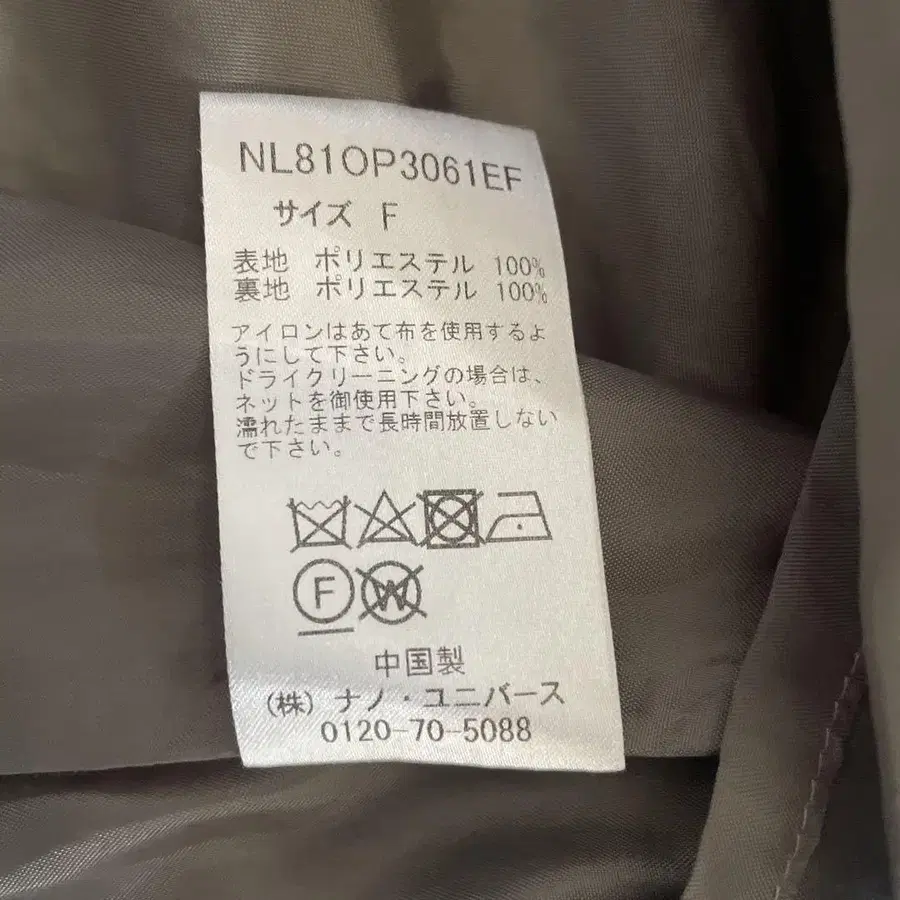 NL81OP3061EF
サイズ F
表地 ポリエステル 100%
裏地 ポリエステル 100%
アイロンはあて布を使用するよ
うにして下さい。
ドライクリーニングの場合は、
ネットを御使用下さい。
濡れたままで長時間放置しない
で下さい。
F W
中国製
(株) ナノ・ユニバース
0120-70-5088